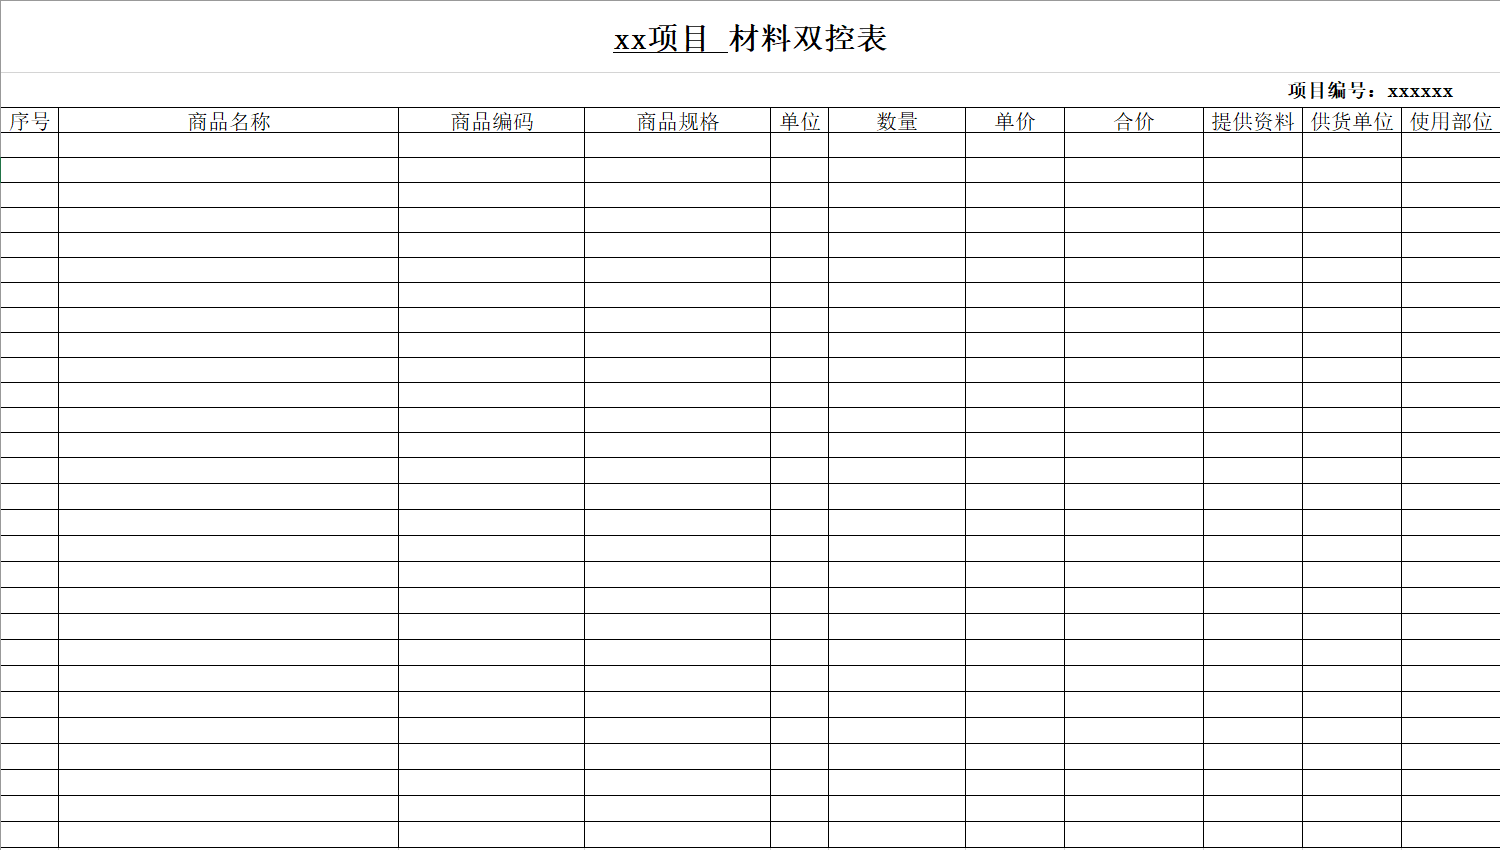 xx项目 材料双控表
项目编号：xxxxxx
序号 商品名称 商品编码 商品规格 单位 数量 单价 合价 提供资料 供货单位 使用部位